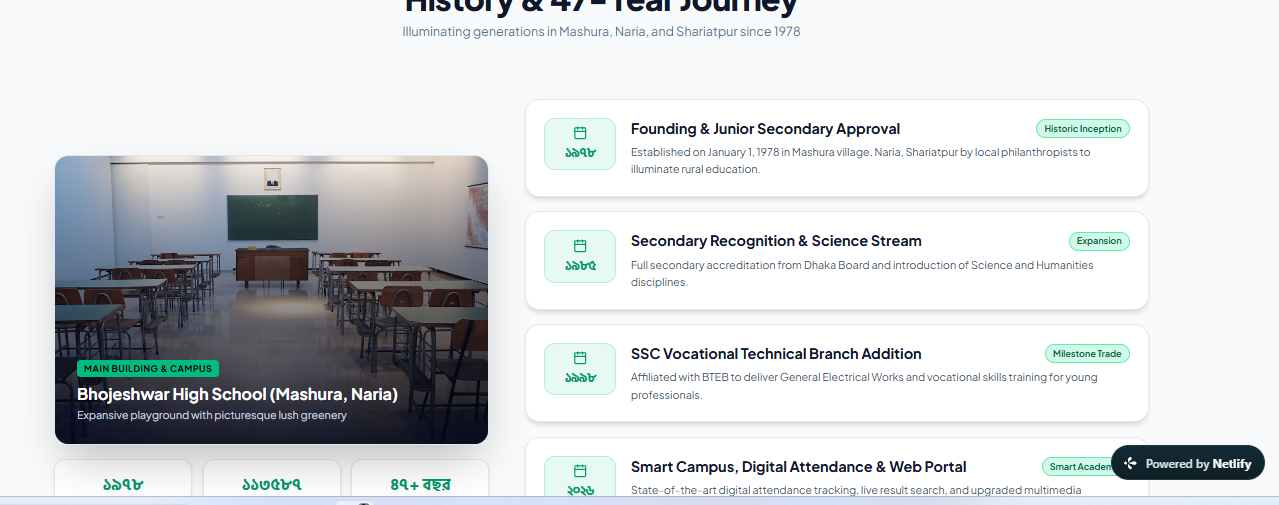 History & 47-Year Journey
Illuminating generations in Mashura, Naria, and Shariatpur since 1978
MAIN BUILDING & CAMPUS
Bhojeshwar High School (Mashura, Naria)
Expansive playground with picturesque lush greenery
১৯৭৮
১১৩৫৮৭
৪৭+ বছর
১৯৭৮
Founding & Junior Secondary Approval
Historic Inception
Established on January 1, 1978 in Mashura village, Naria, Shariatpur by local philanthropists to
illuminate rural education.
১৯৮৫
Secondary Recognition & Science Stream
Expansion
Full secondary accreditation from Dhaka Board and introduction of Science and Humanities
disciplines.
১৯৯৮
SSC Vocational Technical Branch Addition
Milestone Trade
Affiliated with BTEB to deliver General Electrical Works and vocational skills training for young
professionals.
২০২৬
Smart Campus, Digital Attendance & Web Portal
Smart
State-of-the-art digital attendance tracking, live result search, and upgraded multimedia
Powered by Netlify